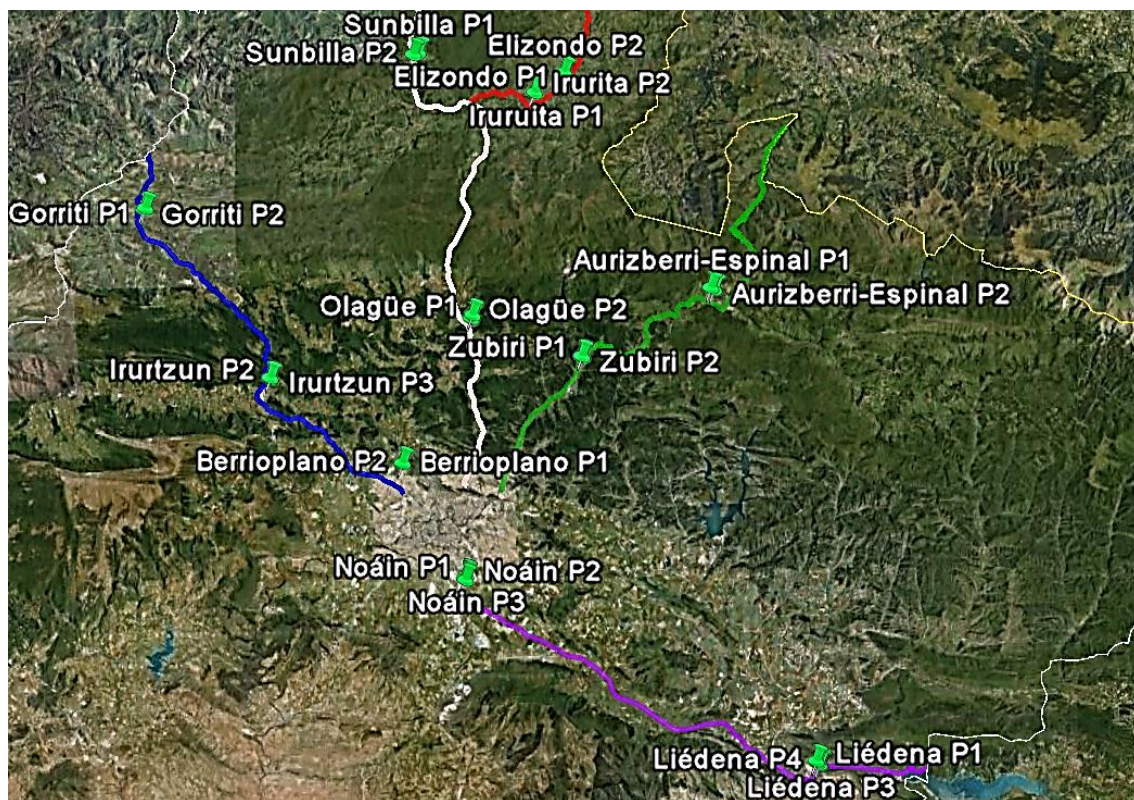 Sunbilla P1
Sunbilla P2
Elizondo P2
Elizondo P1
Irurita P2
Iruruita P1
Gorriti P1
Gorriti P2
Aurizberri-Espinal P1
Aurizberri-Espinal P2
Olagüe P1
Olagüe P2
Zubiri P1
Zubiri P2
Irurtzun P2
Irurtzun P3
Berrioplano P2
Berrioplano P1
Noáin P1
Noáin P2
Noáin P3
Liédena P4
Liédena P1
Liédena P3